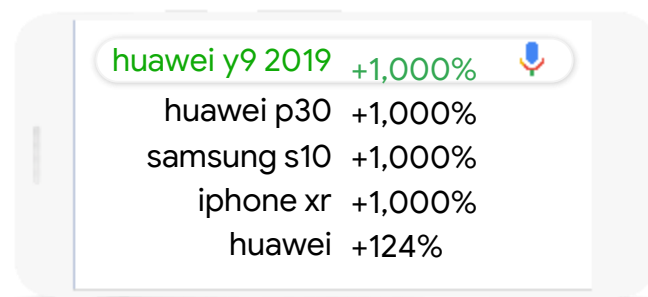 huawei y9 2019 +1,000%
huawei p30 +1,000%
samsung s10 +1,000%
iphone xr +1,000%
huawei +124%